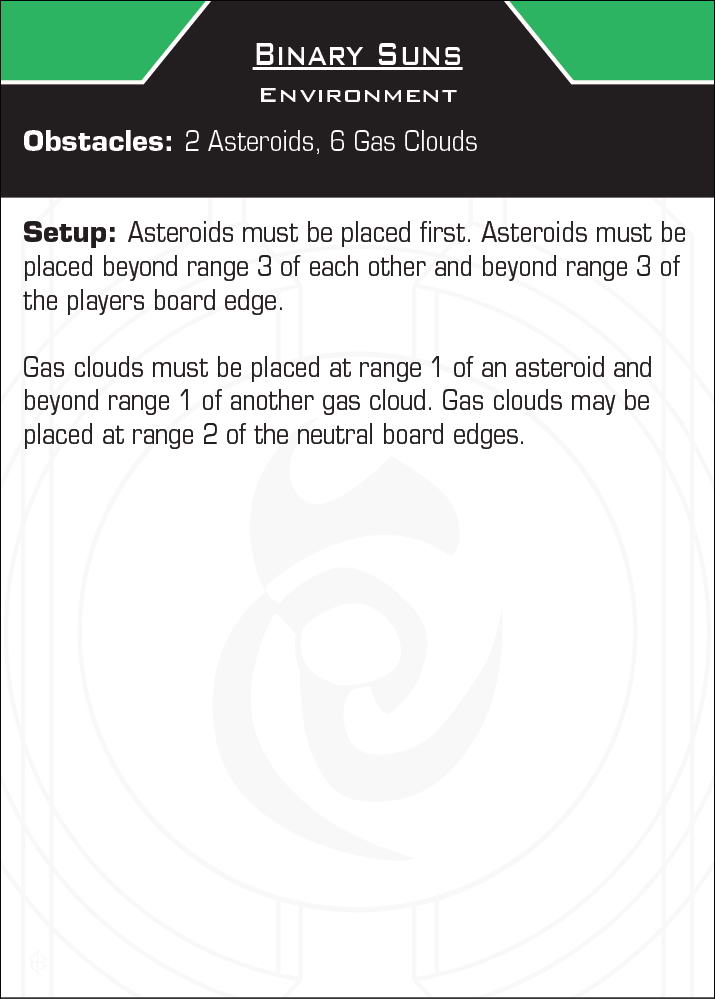 Binary Suns
Environment
Obstacles: 2 Asteroids, 6 Gas Clouds
Setup: Asteroids must be placed first. Asteroids must be
placed beyond range 3 of each other and beyond range 3 of
the players board edge.
Gas clouds must be placed at range 1 of an asteroid and
beyond range 1 of another gas cloud. Gas clouds may be
placed at range 2 of the neutral board edges.